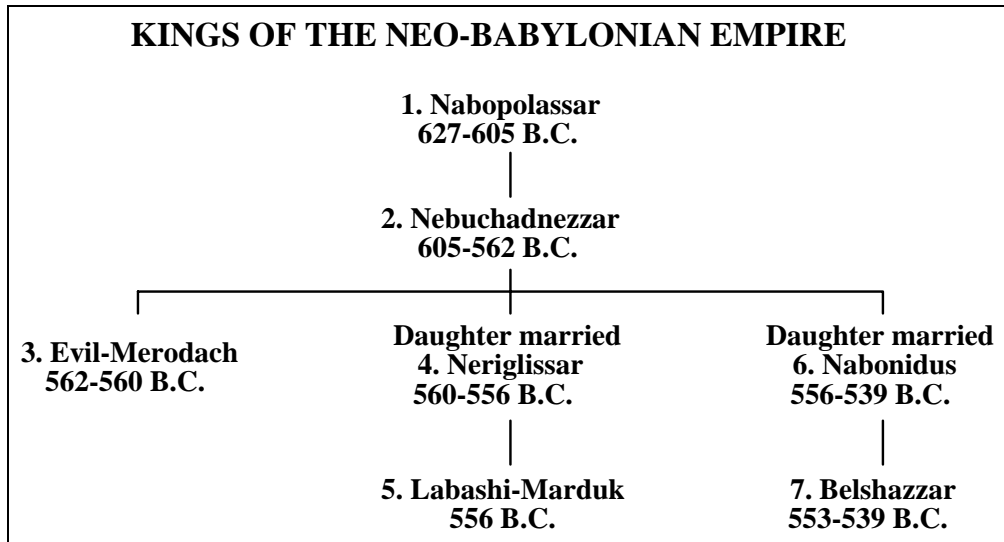 KINGS OF THE NEO-BABYLONIAN EMPIRE
1. Nabopolassar
627-605 B.C.
2. Nebuchadnezzar
605-562 B.C.
3. Evil-Merodach
562-560 B.C.
Daughter married
4. Neriglissar
560-556 B.C.
Daughter married
6. Nabonidus
556-539 B.C.
5. Labashi-Marduk
556 B.C.
7. Belshazzar
553-539 B.C.